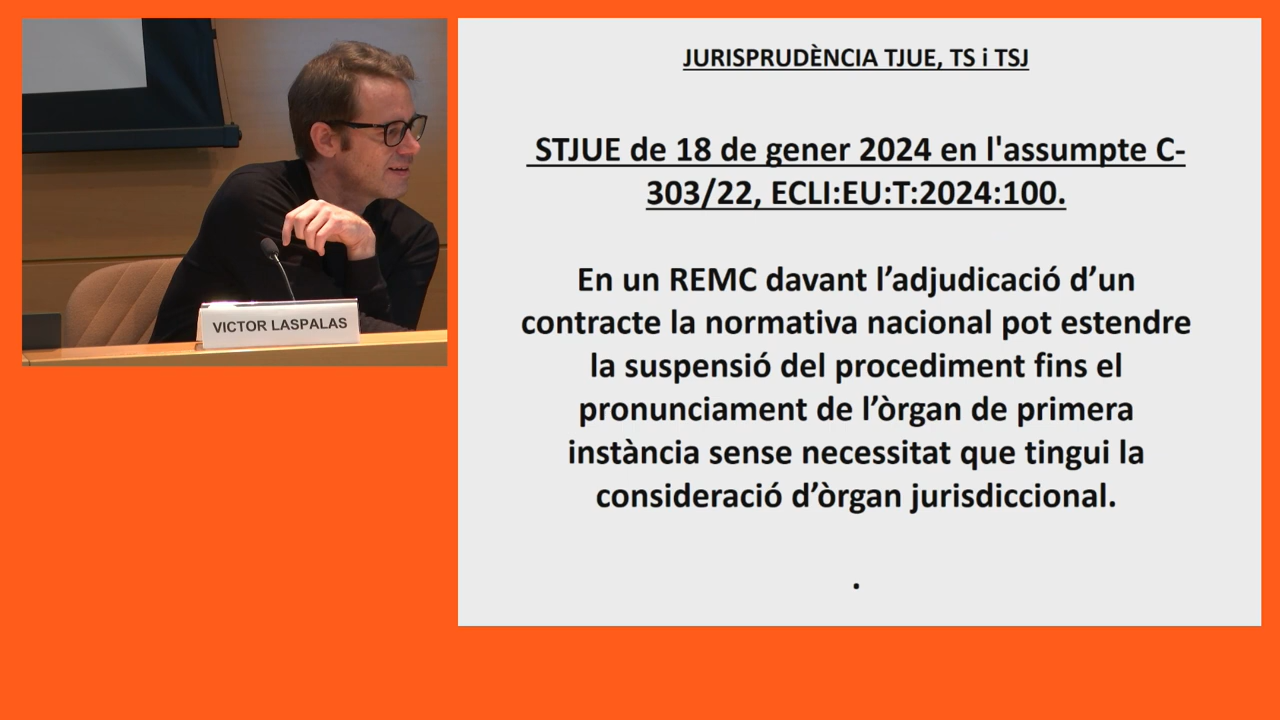 VICTOR LASPALAS
JURISPRUDÈNCIA TJUE, TS i TSJ
STJUE de 18 de gener 2024 en l'assumpte C-
303/22, ECLI:EU:T:2024:100.
En un REMC davant l’adjudicació d’un
contracte la normativa nacional pot estendre
la suspensió del procediment fins el
pronunciament de l’òrgan de primera
instància sense necessitat que tingui la
consideració d’òrgan jurisdiccional.
.